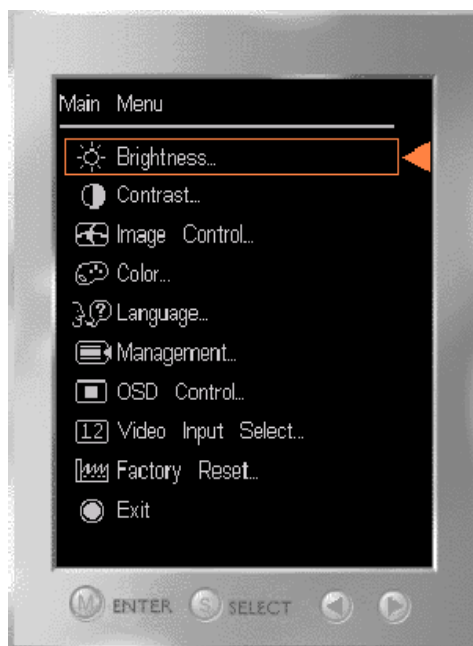 Main Menu
Brightness...
Contrast...
Image Control...
Color...
Language...
Management...
OSD Control...
12 Video Input Select...
Factory Reset...
Exit
M ENTER S SELECT